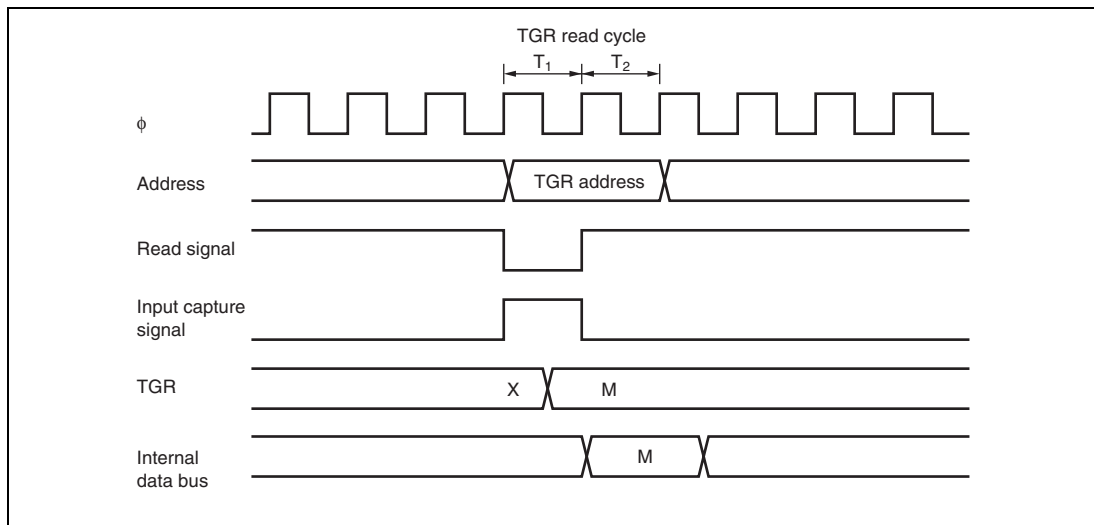 TGR read cycle
T1 T2
φ
Address
TGR address
Read signal
Input capture
signal
TGR
X M
Internal
data bus
M